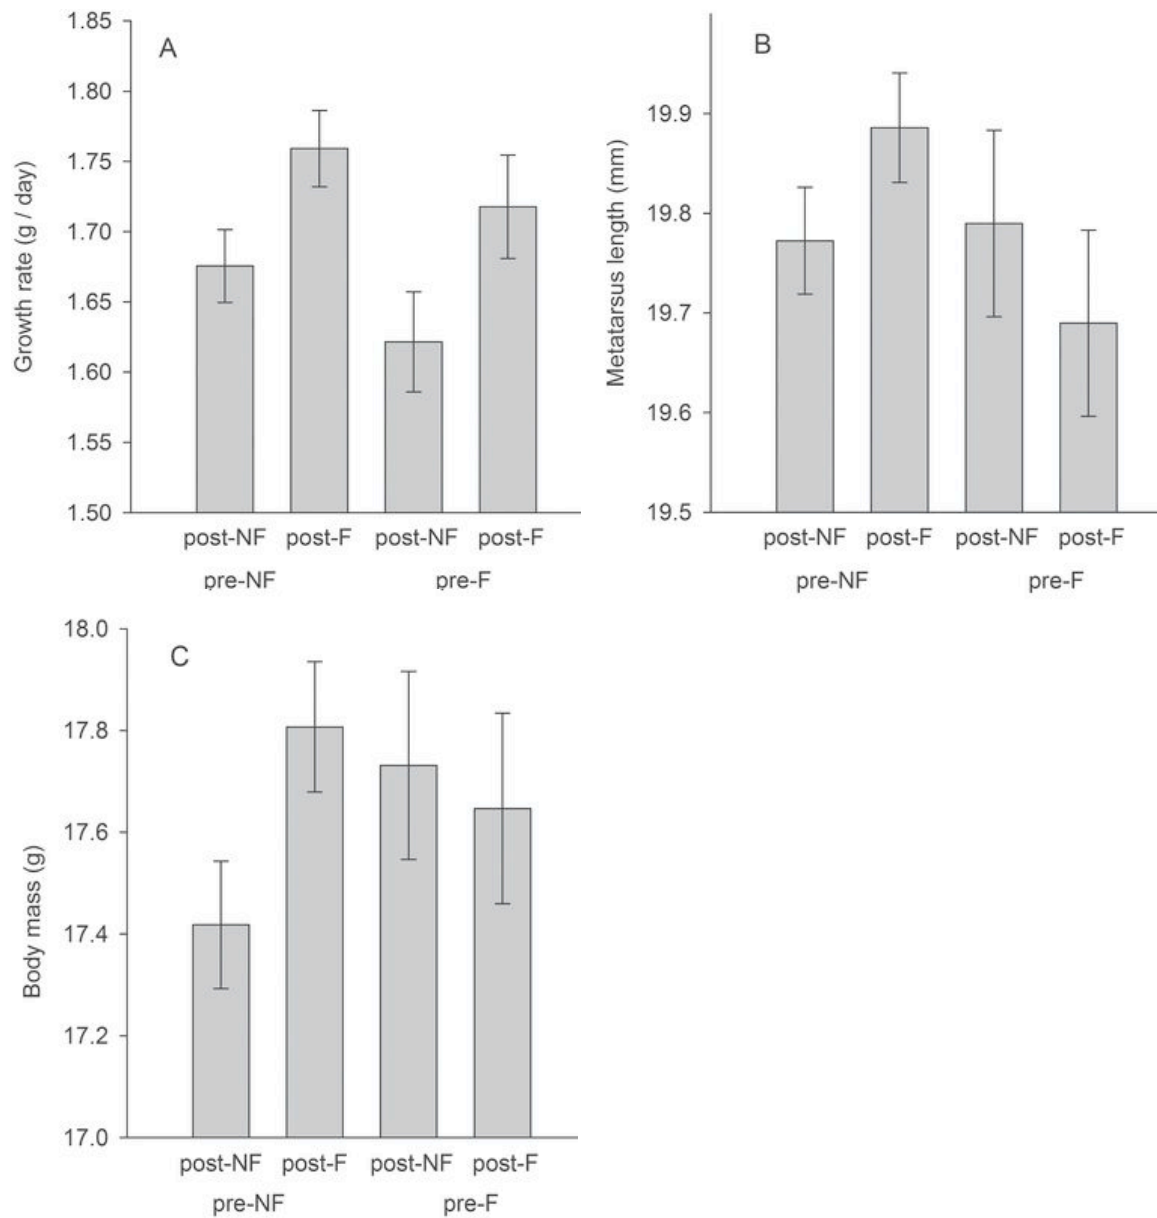 A
Growth rate (g / day)
1.85
1.80
1.75
1.70
1.65
1.60
1.55
1.50
post-NF post-F post-NF post-F
pre-NF pre-F
B
Metatarsus length (mm)
19.9
19.8
19.7
19.6
19.5
post-NF post-F post-NF post-F
pre-NF pre-F
C
Body mass (g)
18.0
17.8
17.6
17.4
17.2
17.0
post-NF post-F post-NF post-F
pre-NF pre-F